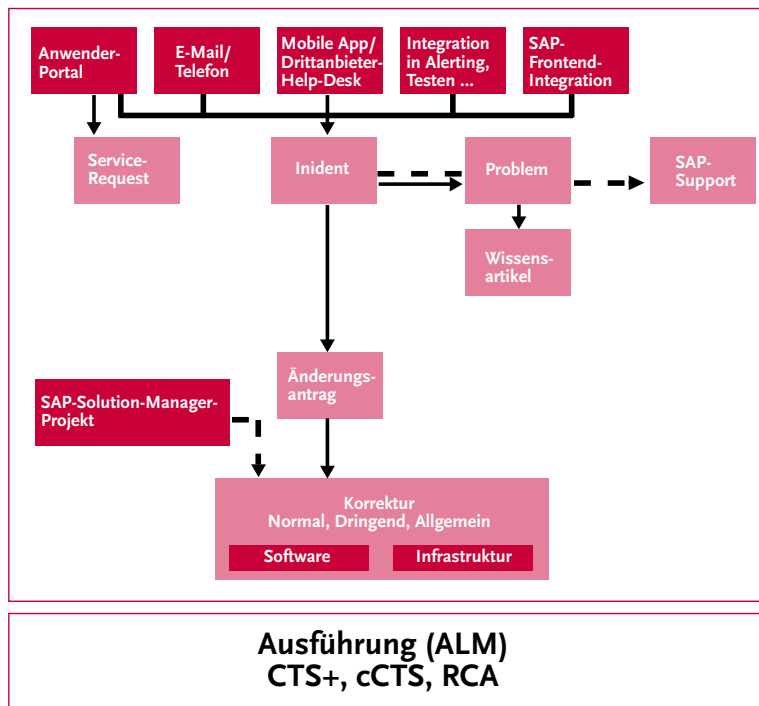 Anwender-
Portal
E-Mail/
Telefon
Mobile App/
Drittanbieter-
Help-Desk
Integration
in Alerting,
Testen ...
SAP-
Frontend-
Integration
Service-
Request
Inident
Problem
SAP-
Support
Wissens-
artikel
Änderungs-
antrag
SAP-Solution-Manager-
Projekt
Korrektur
Normal, Dringend, Allgemein
Software
Infrastruktur
Ausführung (ALM)
CTS+, cCTS, RCA